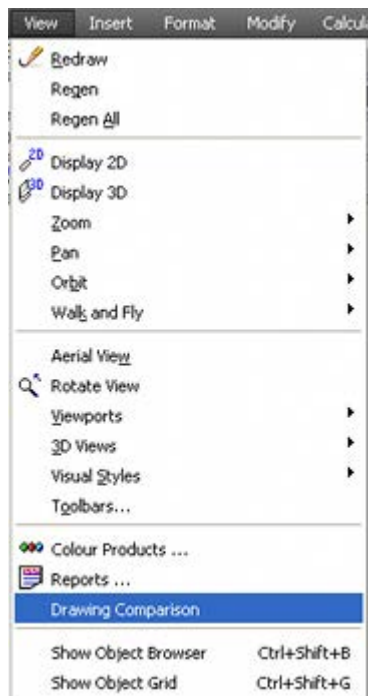 View Insert Format Modify Calcul
Redraw
Regen
Regen All
2D Display 2D
3D Display 3D
Zoom
Pan
Orbit
Walk and Fly
Aerial View
Rotate View
Viewports
3D Views
Visual Styles
Toolbars...
Colour Products ...
Reports ...
Drawing Comparison
Show Object Browser Ctrl+Shift+B
Show Object Grid Ctrl+Shift+G